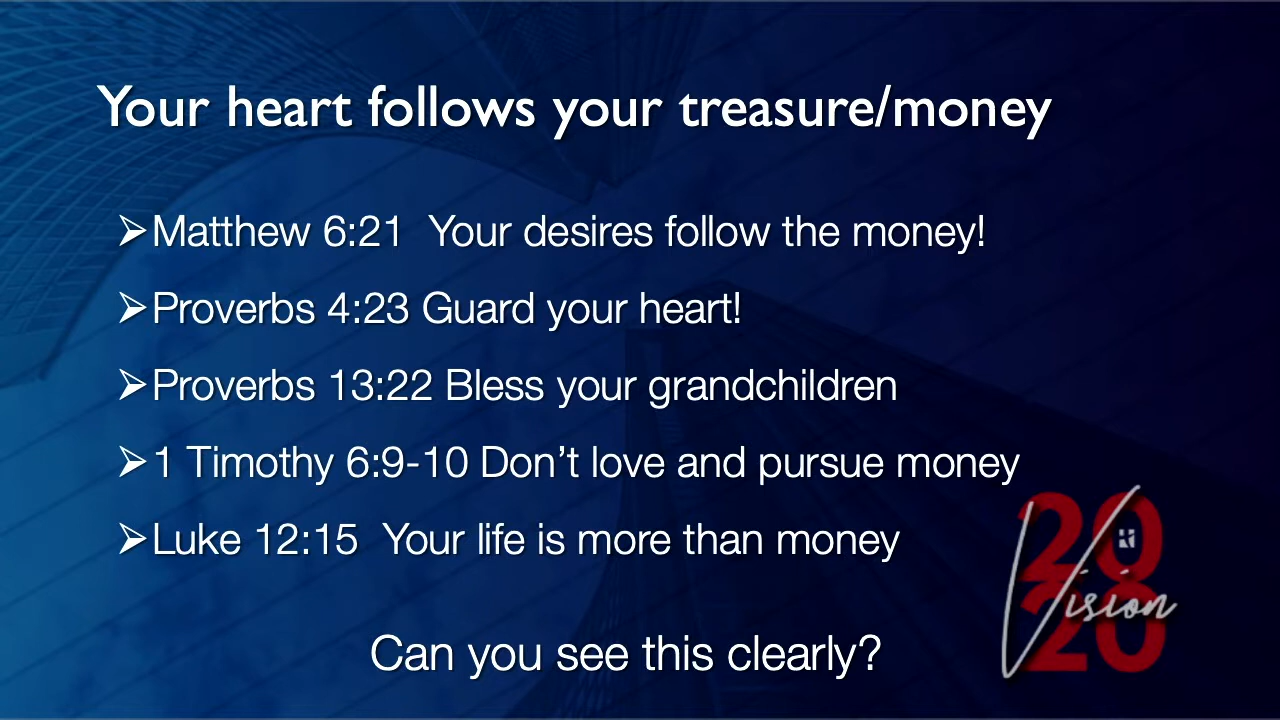 Your heart follows your treasure/money
➢Matthew 6:21 Your desires follow the money!
➢Proverbs 4:23 Guard your heart!
➢Proverbs 13:22 Bless your grandchildren
➢1 Timothy 6:9-10 Don’t love and pursue money
➢Luke 12:15 Your life is more than money
Can you see this clearly?
20
Vision
20